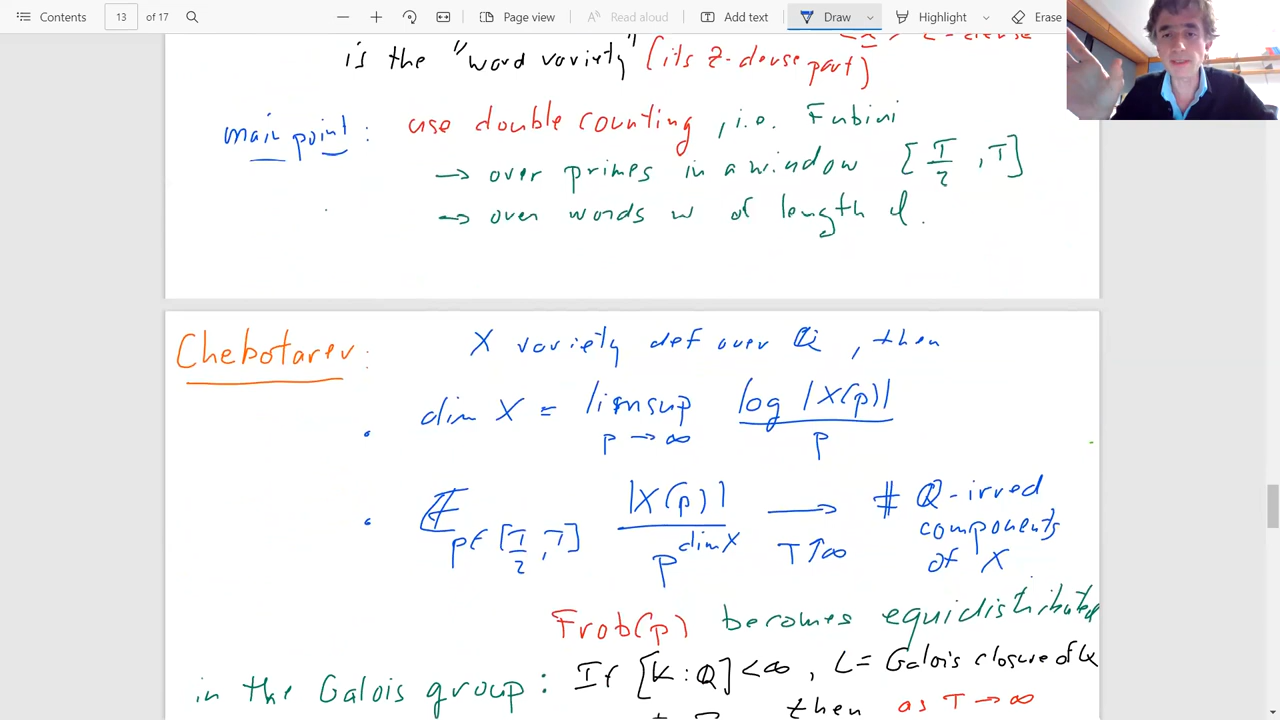 Contents 13 of 17 Page view Read aloud Add text Draw Highlight Erase
is the "word variety" (its Z-dense part)
main point : use double counting , i.e. Fubini
→ over primes in a window [T/2 , T]
→ over words w of length l.
Chebotarev : X variety def over Q , then
• dim X = limsup p → ∞ log |X(p)| / p
• E p∈[T/2 , T] |X(p)| / p^dim X → T↑∞ # Q-irred components of X
Frob(p) becomes equidistributed
in the Galois group : If [K : Q] < ∞ , L = Galois closure of K
then as T → ∞